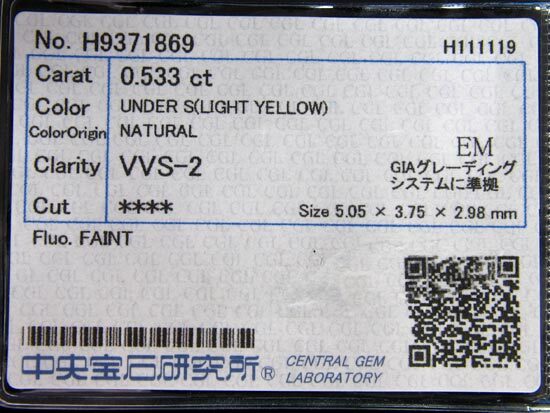 No. H9371869 H111119
Carat 0.533 ct
Color UNDER S(LIGHT YELLOW)
ColorOrigin NATURAL
Clarity VVS-2
EM
GIAグレーディング
システムに準拠
Cut ****
Size 5.05 × 3.75 × 2.98 mm
Fluo. FAINT
中央宝石研究所®
CENTRAL GEM
LABORATORY